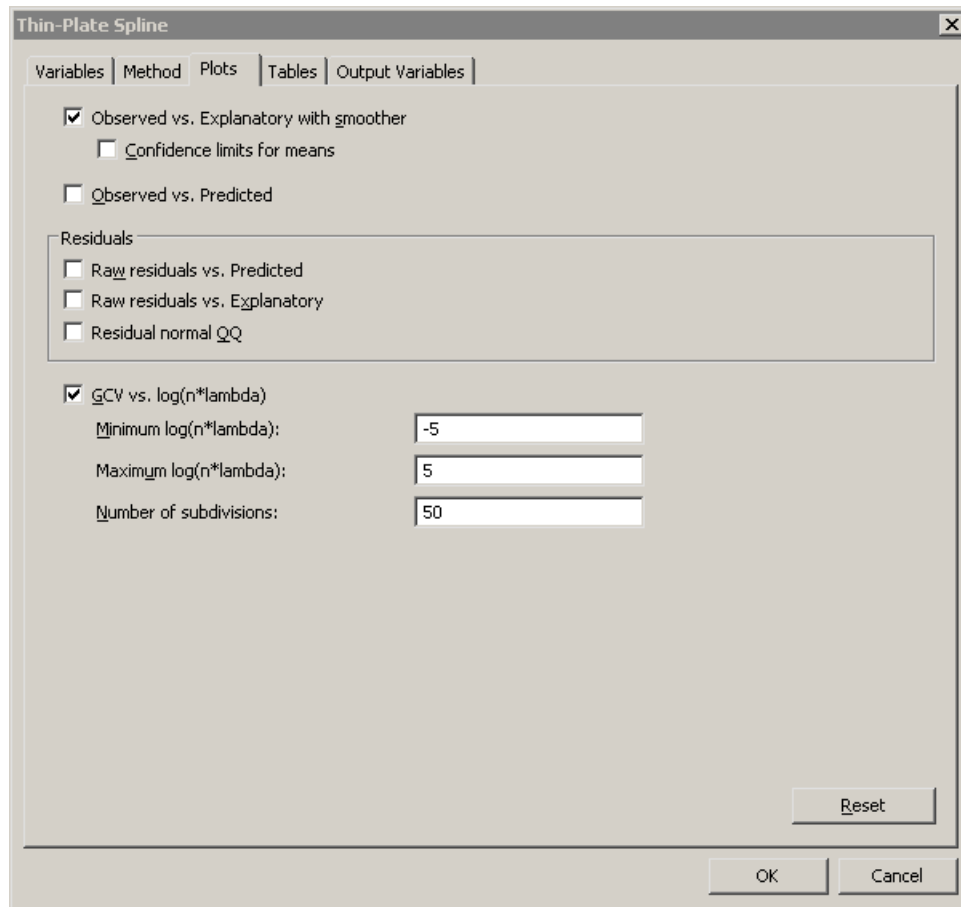 Thin-Plate Spline
Variables Method Plots Tables Output Variables
Observed vs. Explanatory with smoother
Confidence limits for means
Observed vs. Predicted
Residuals
Raw residuals vs. Predicted
Raw residuals vs. Explanatory
Residual normal QQ
GCV vs. log(n*lambda)
Minimum log(n*lambda): -5
Maximum log(n*lambda): 5
Number of subdivisions: 50
Reset
OK Cancel